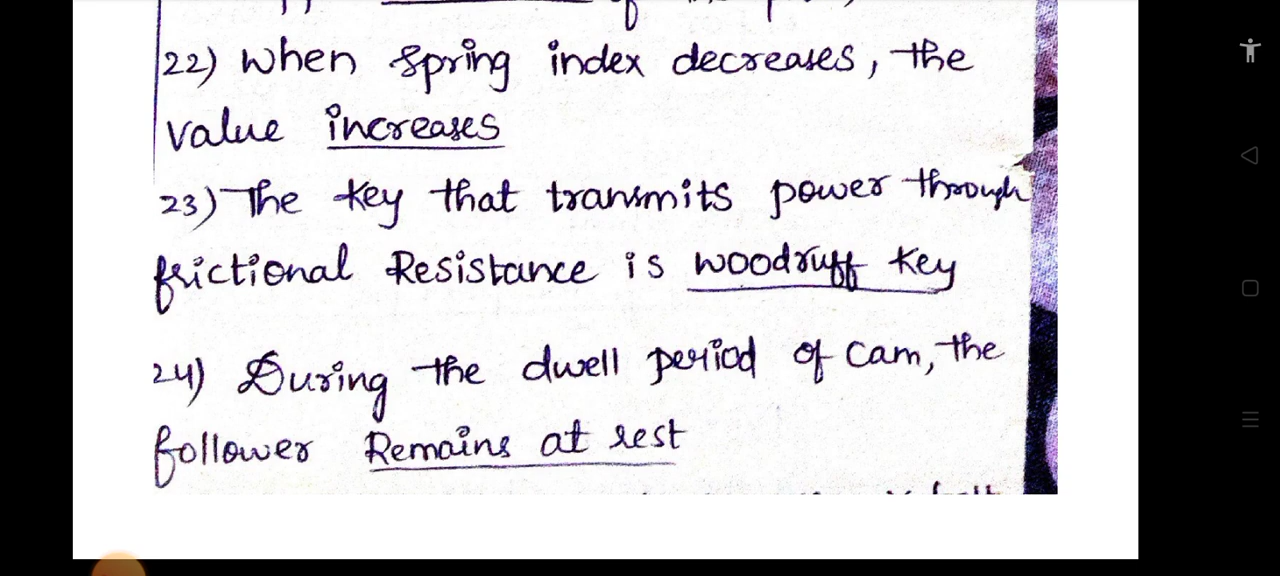 22) When Spring index decreases, the
value increases
23) The key that transmits power through
frictional Resistance is woodruff key
24) During the dwell period of cam, the
follower Remains at rest